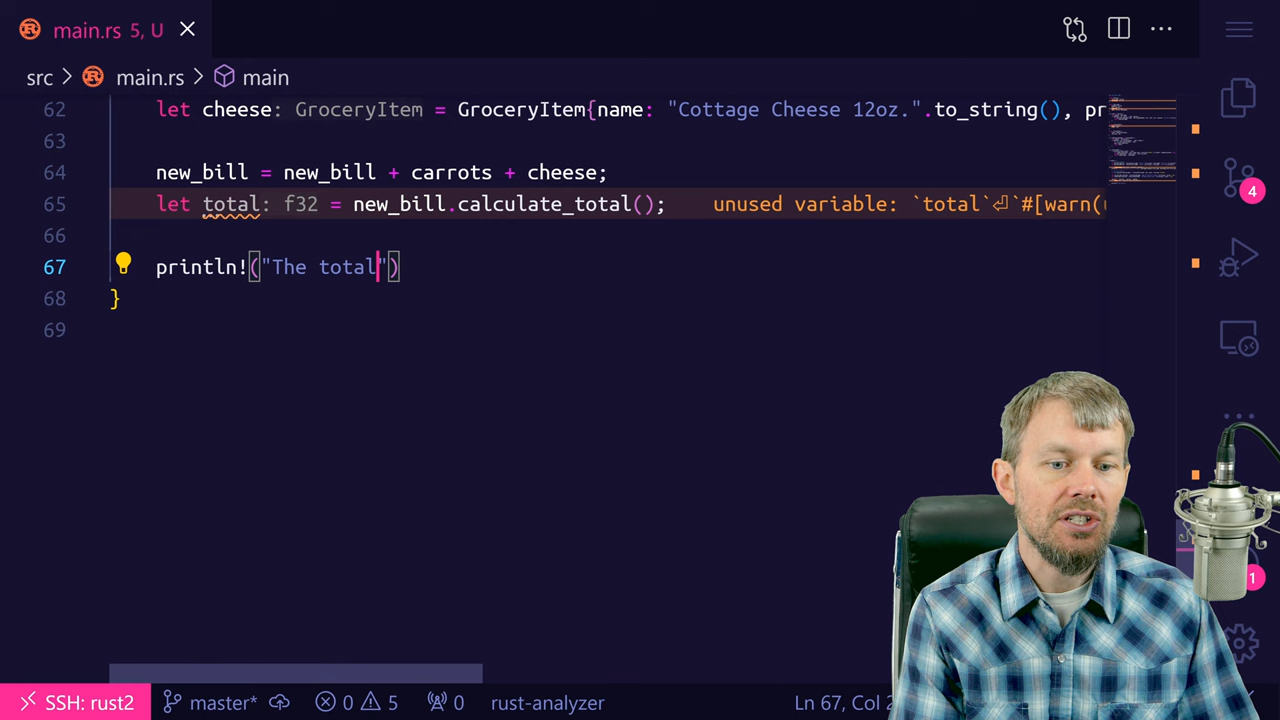 main.rs 5, U
src > main.rs > main
62 let cheese: GroceryItem = GroceryItem{name: "Cottage Cheese 12oz.".to_string(), pr
63
64 new_bill = new_bill + carrots + cheese;
65 let total: f32 = new_bill.calculate_total(); unused variable: `total`⏎`#[warn(u
66
67 println!("The total")
68 }
69
4
1
SSH: rust2 master* 0 5 0 rust-analyzer Ln 67, Col 2